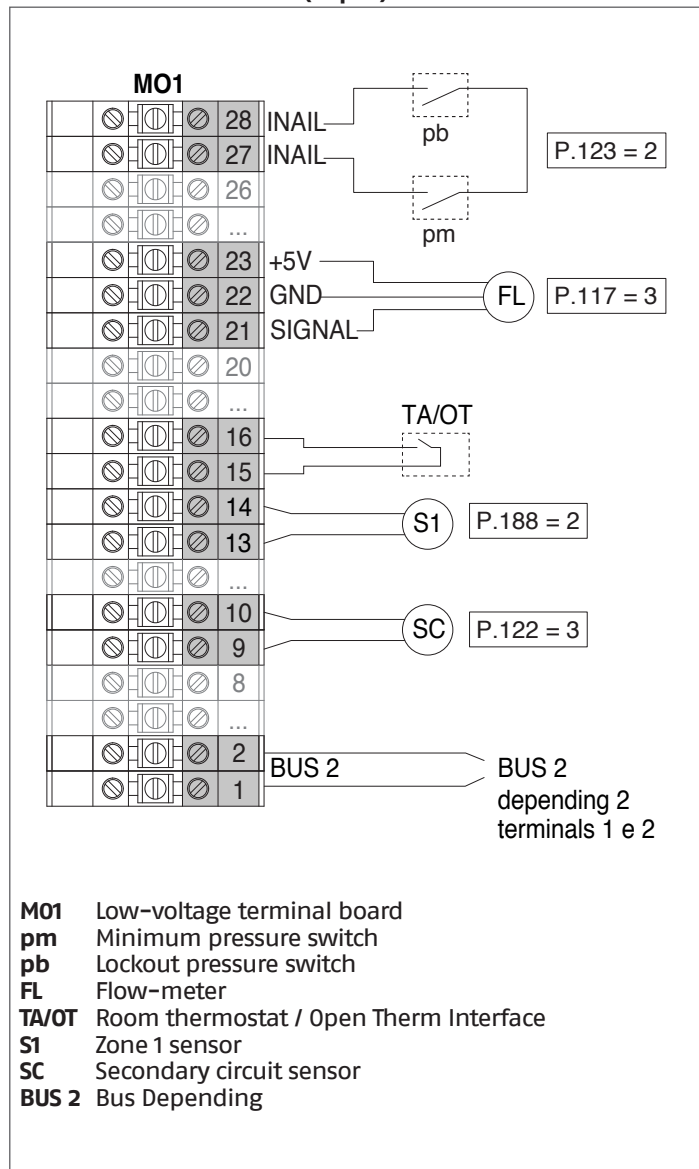 MO1
28 INAIL
27 INAIL
26
...
23 +5V
22 GND
21 SIGNAL
20
...
16
15
14
13
...
10
9
8
...
2
1
BUS 2
pb
pm
P.123 = 2
FL P.117 = 3
TA/OT
S1 P.188 = 2
SC P.122 = 3
BUS 2
depending 2
terminals 1 e 2
M01 Low-voltage terminal board
pm Minimum pressure switch
pb Lockout pressure switch
FL Flow-meter
TA/OT Room thermostat / Open Therm Interface
S1 Zone 1 sensor
SC Secondary circuit sensor
BUS 2 Bus Depending